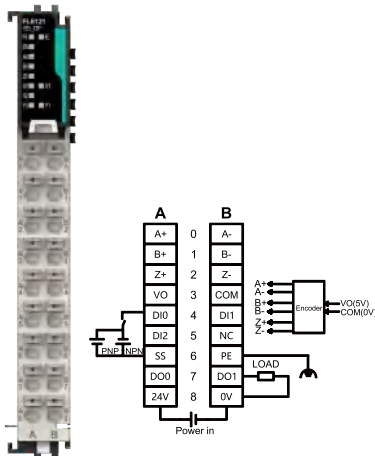 FL6121
A B
A B
A+ 0 A-
B+ 1 B-
Z+ 2 Z-
VO 3 COM
DI0 4 DI1
DI2 5 NC
SS 6 PE
DO0 7 DO1
24V 8 0V
PNP NPN
LOAD
Power in
A+
A-
B+
B-
Z+
Z-
Encoder
VO(5V)
COM(0V)